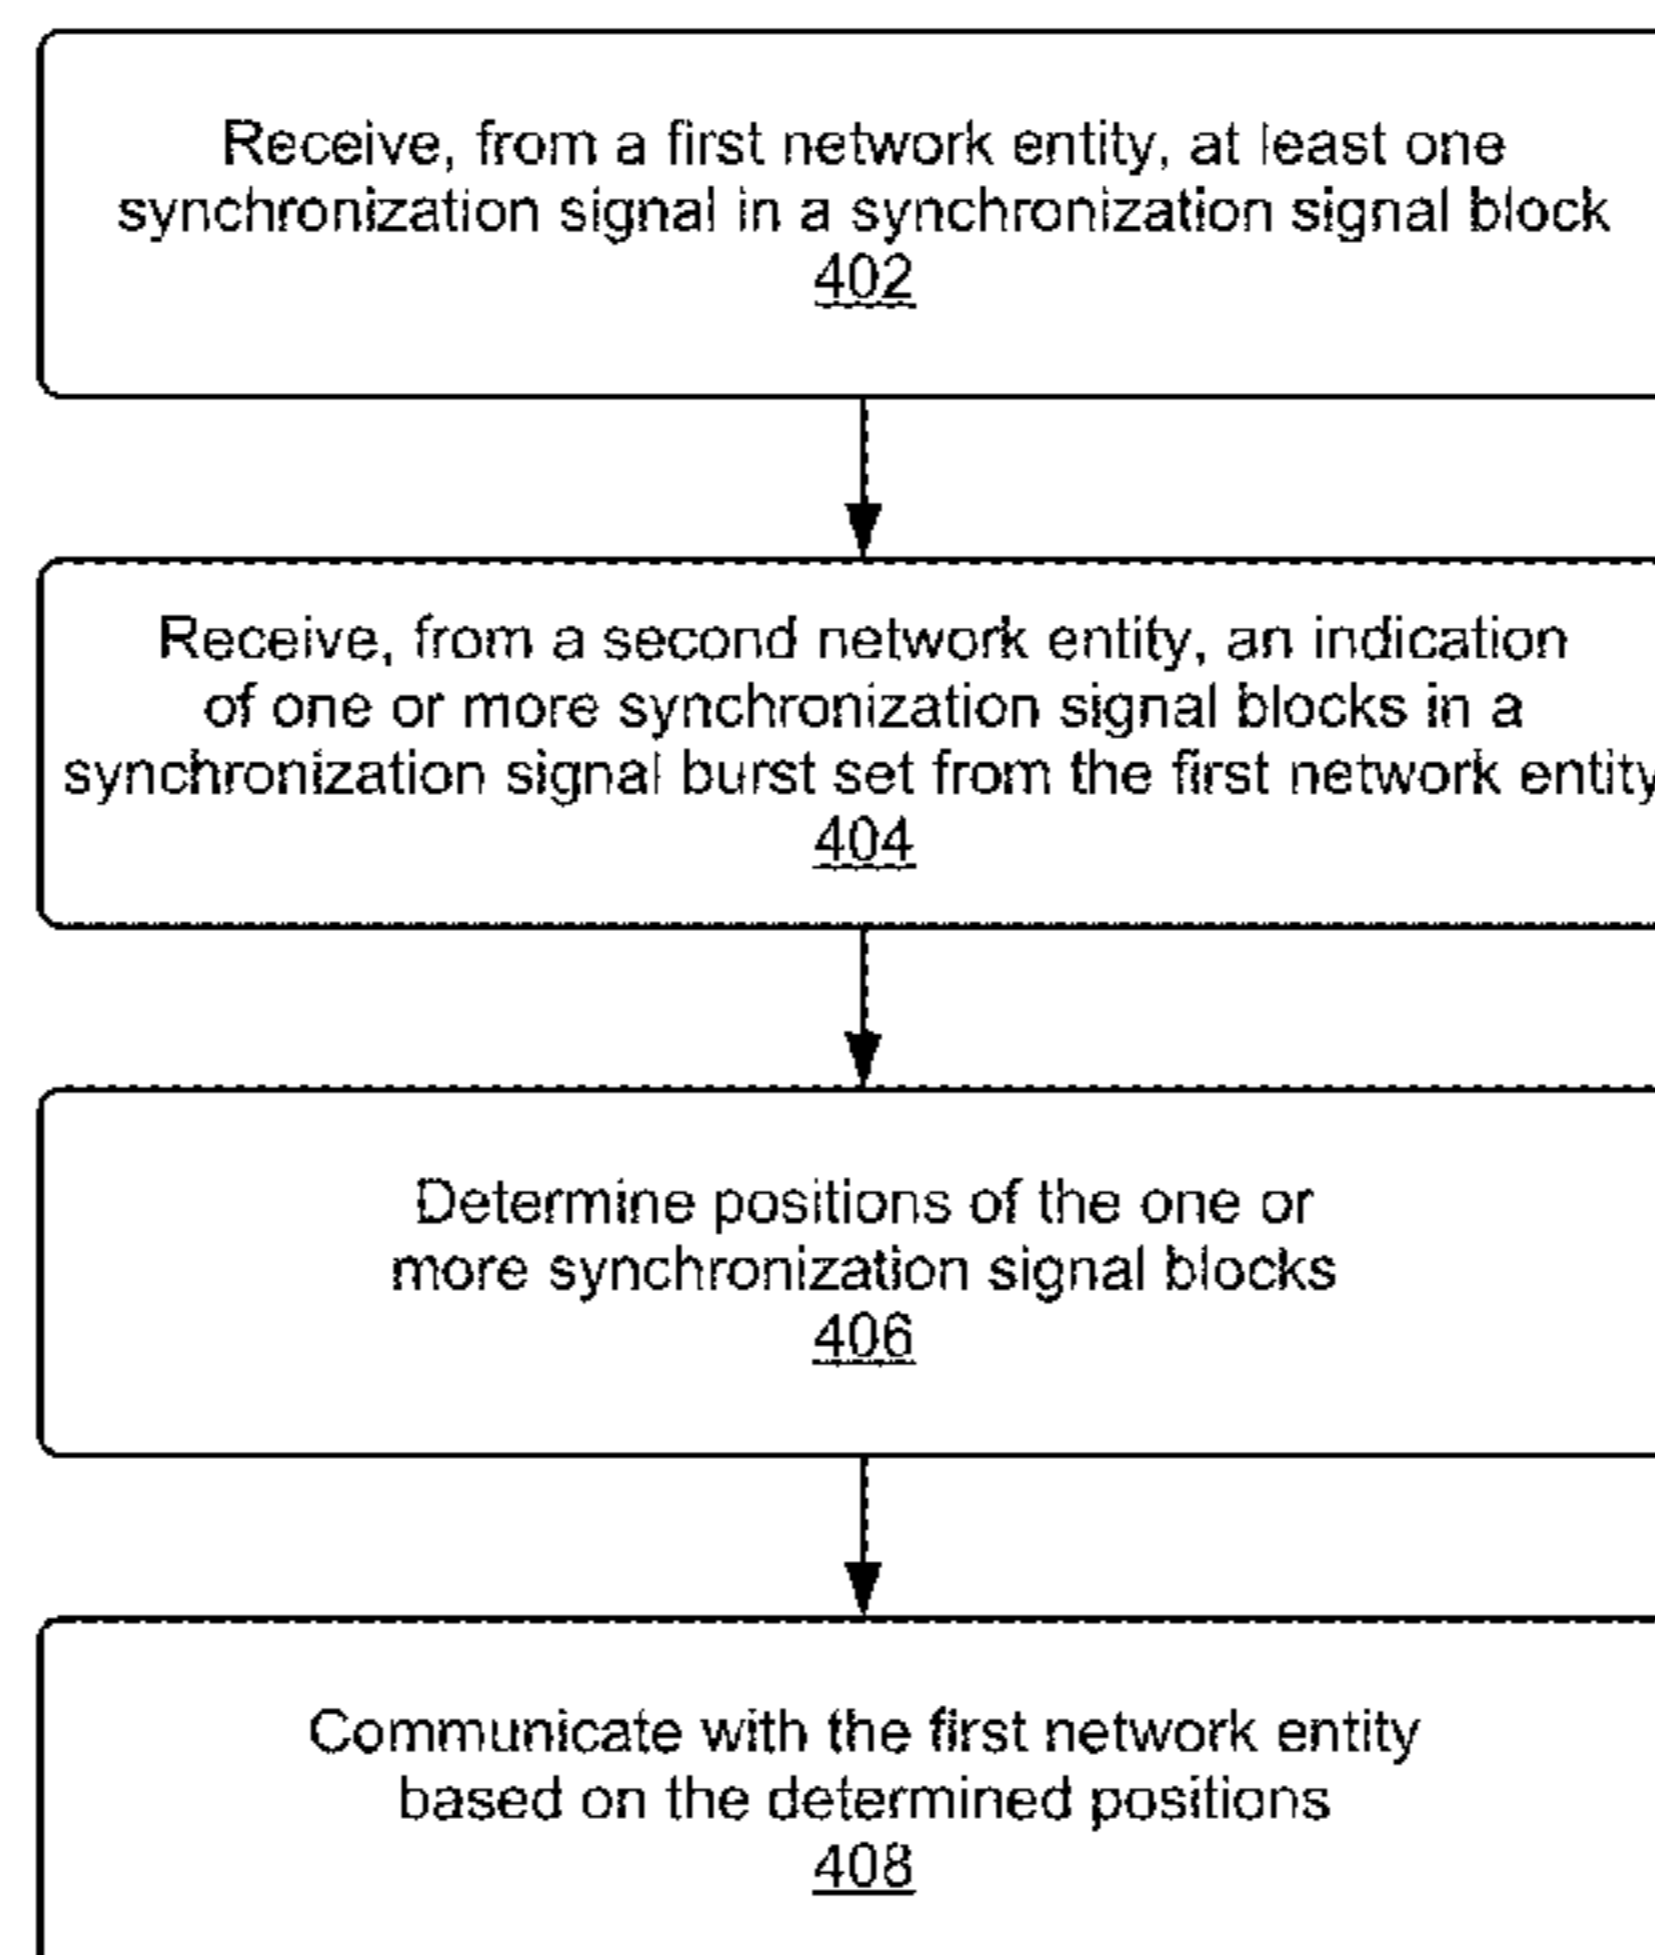 Receive, from a first network entity, at least one
synchronization signal in a synchronization signal block
402
Receive, from a second network entity, an indication
of one or more synchronization signal blocks in a
synchronization signal burst set from the first network entity
404
Determine positions of the one or
more synchronization signal blocks
406
Communicate with the first network entity
based on the determined positions
408